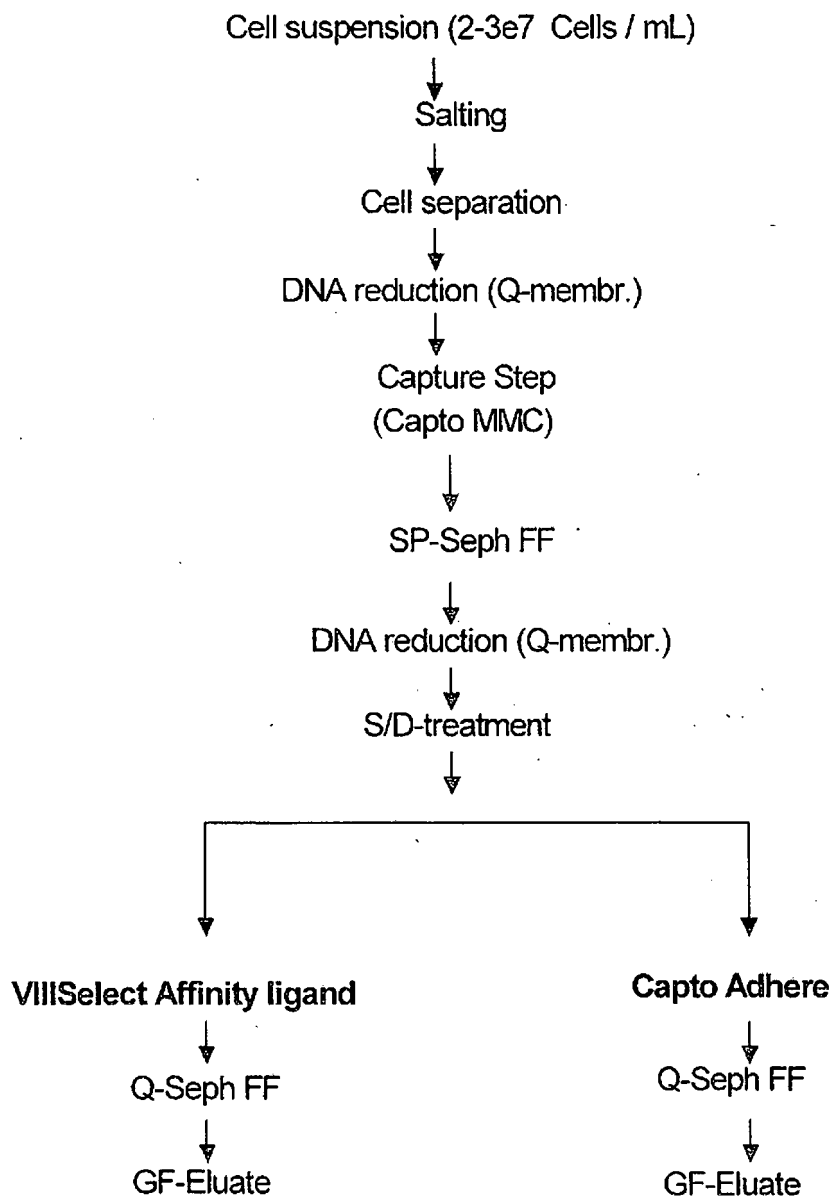 Cell suspension (2-3e7 Cells / mL)
Salting
Cell separation
DNA reduction (Q-membr.)
Capture Step
(Capto MMC)
SP-Seph FF
DNA reduction (Q-membr.)
S/D-treatment
VIIISelect Affinity ligand
Capto Adhere
Q-Seph FF
Q-Seph FF
GF-Eluate
GF-Eluate